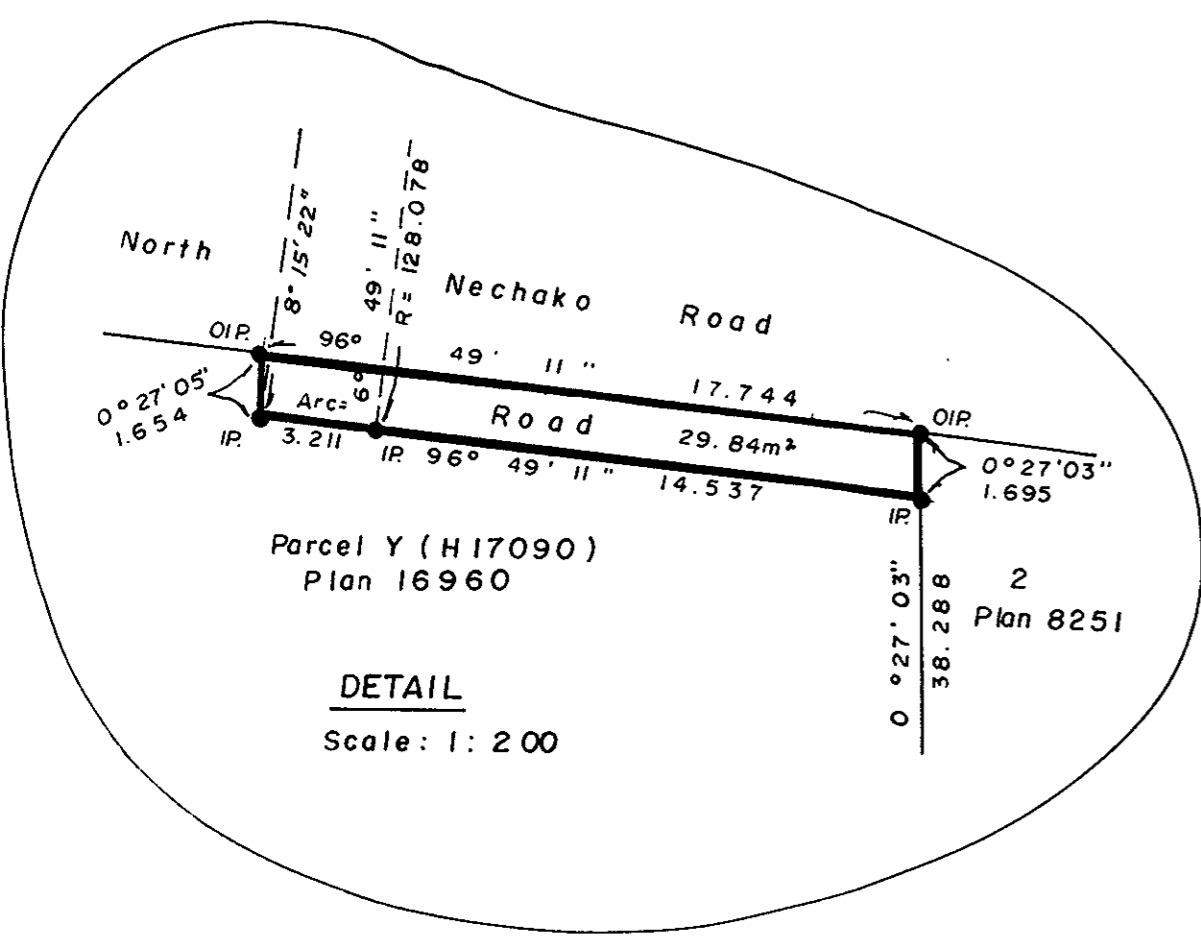 North
Nechako Road
8° 15' 22"
6° 49' 11"
R = 128.078
OIP.
96° 49' 11" 17.744
OIP.
0° 27' 05"
1.654
IP.
Arc= 3.211
IP.
Road 29.84m²
96° 49' 11" 14.537
0° 27' 03"
1.695
IP.
Parcel Y (H17090)
Plan 16960
0° 27' 03"
38.288
2
Plan 8251
DETAIL
Scale: 1: 200